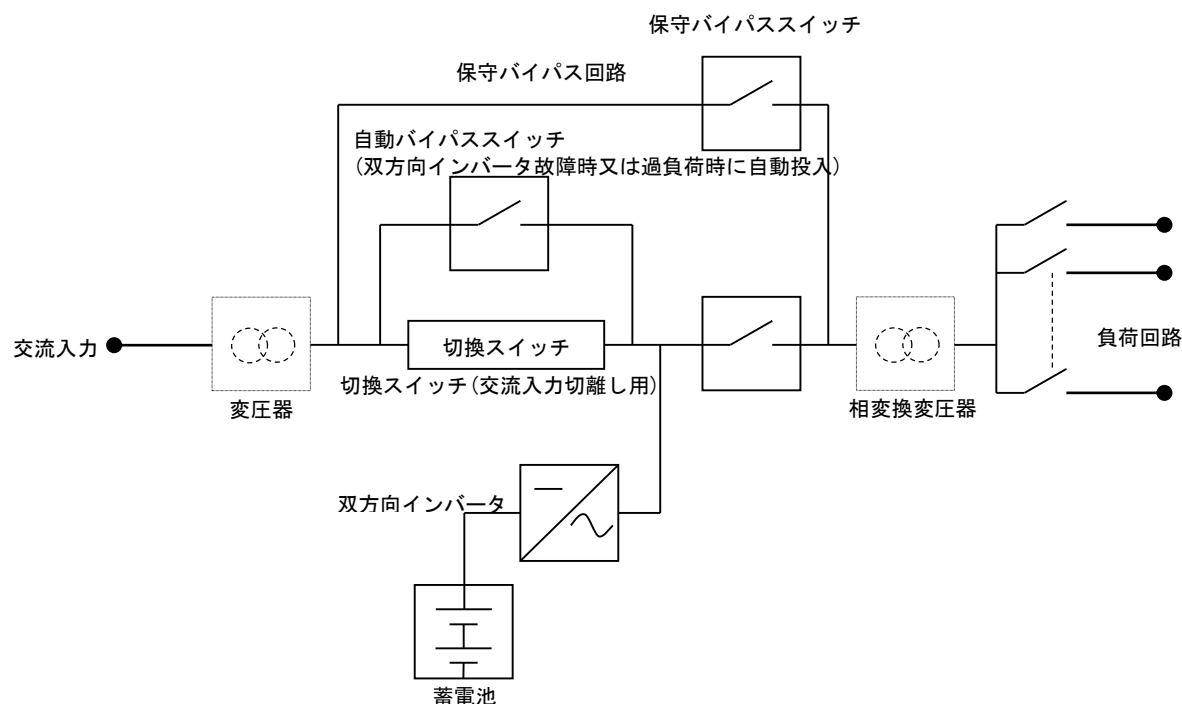 保守バイパススイッチ
保守バイパス回路
自動バイパススイッチ
(双方向インバータ故障時又は過負荷時に自動投入)
交流入力
切換スイッチ
負荷回路
切換スイッチ(交流入力切離し用)
変圧器
相変換変圧器
双方向インバータ
蓄電池